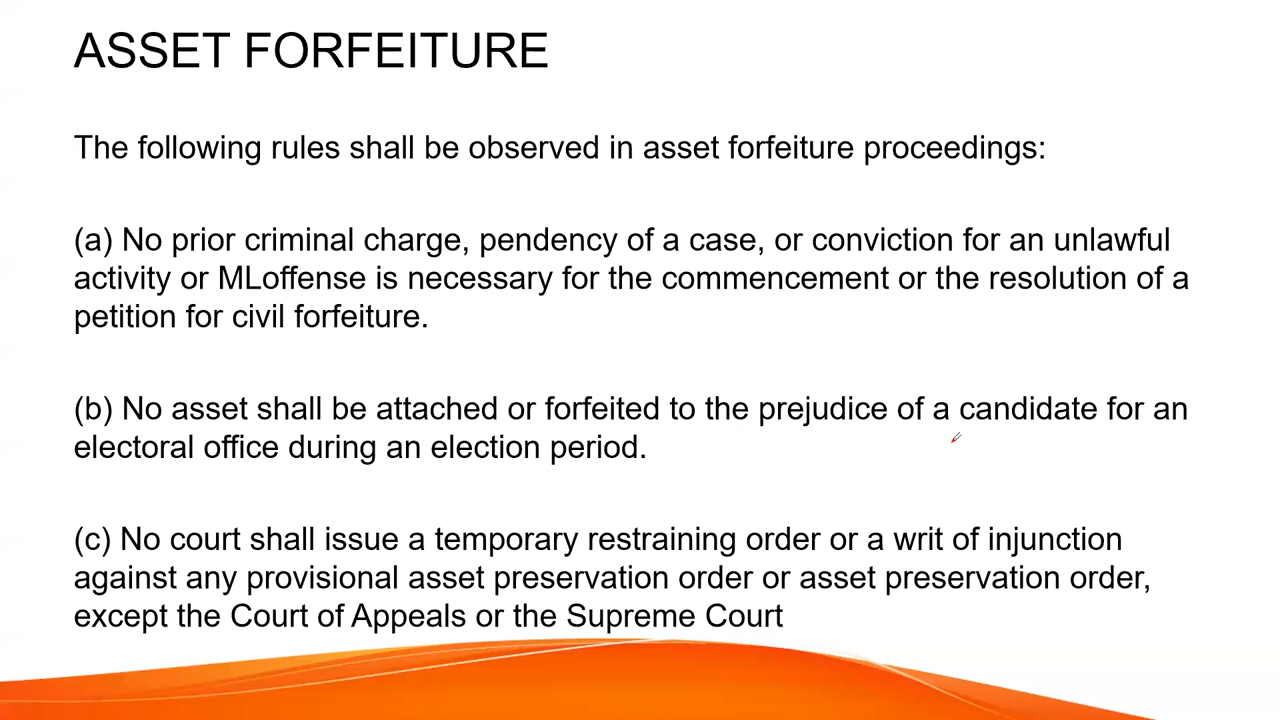 ASSET FORFEITURE
The following rules shall be observed in asset forfeiture proceedings:
(a) No prior criminal charge, pendency of a case, or conviction for an unlawful
activity or MLoffense is necessary for the commencement or the resolution of a
petition for civil forfeiture.
(b) No asset shall be attached or forfeited to the prejudice of a candidate for an
electoral office during an election period.
(c) No court shall issue a temporary restraining order or a writ of injunction
against any provisional asset preservation order or asset preservation order,
except the Court of Appeals or the Supreme Court